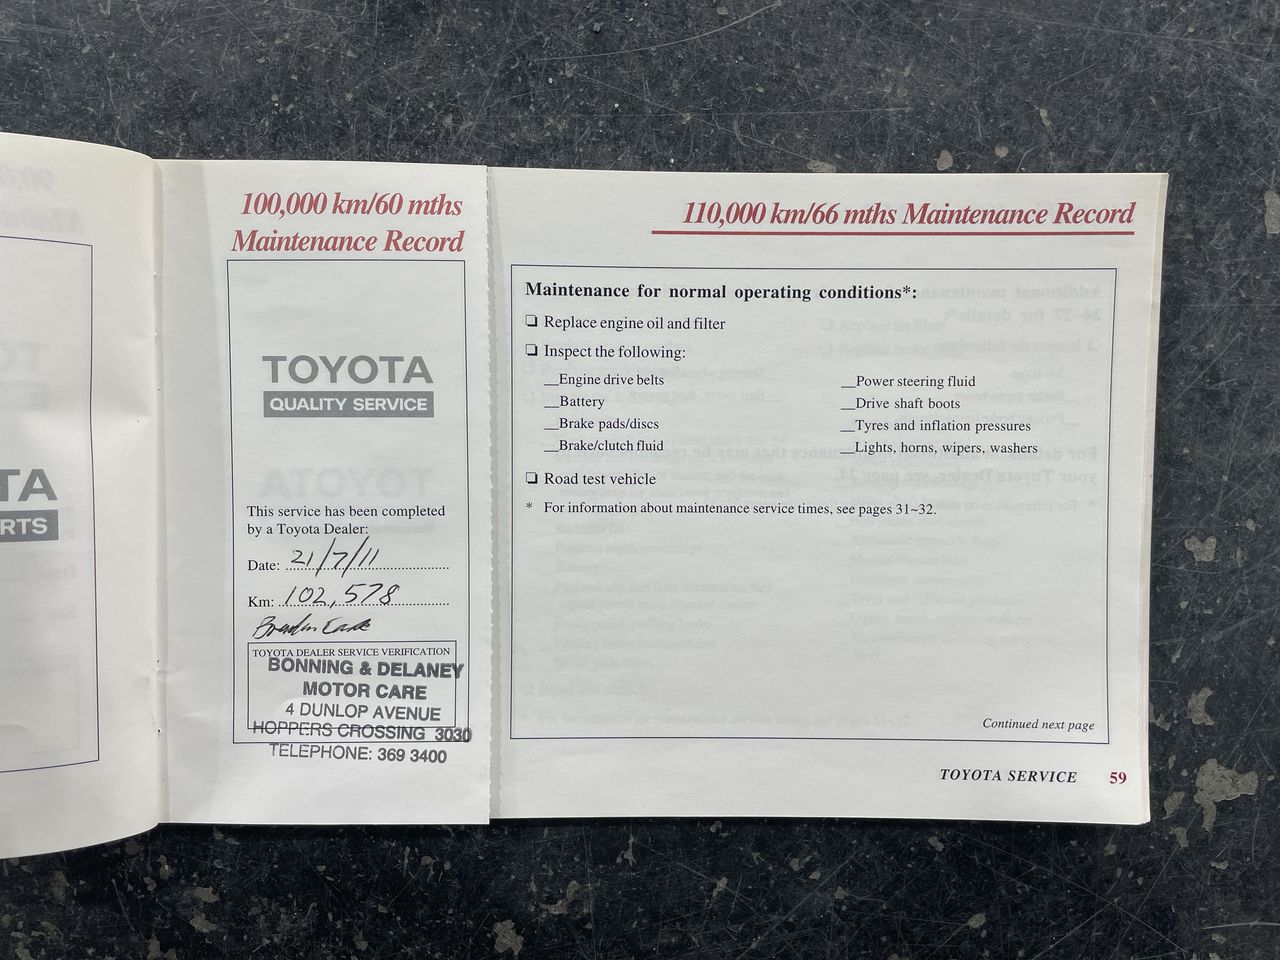 100,000 km/60 mths
Maintenance Record
TOYOTA
QUALITY SERVICE
This service has been completed
by a Toyota Dealer:
Date: 21/7/11
Km: 102,578
TOYOTA DEALER SERVICE VERIFICATION
BONNING & DELANEY
MOTOR CARE
4 DUNLOP AVENUE
HOPPERS CROSSING 3030
TELEPHONE: 369 3400
TA
RTS
110,000 km/66 mths Maintenance Record
Maintenance for normal operating conditions*:
❏ Replace engine oil and filter
❏ Inspect the following:
__Engine drive belts
__Battery
__Brake pads/discs
__Brake/clutch fluid
__Power steering fluid
__Drive shaft boots
__Tyres and inflation pressures
__Lights, horns, wipers, washers
❏ Road test vehicle
* For information about maintenance service times, see pages 31~32.
Continued next page
TOYOTA SERVICE 59